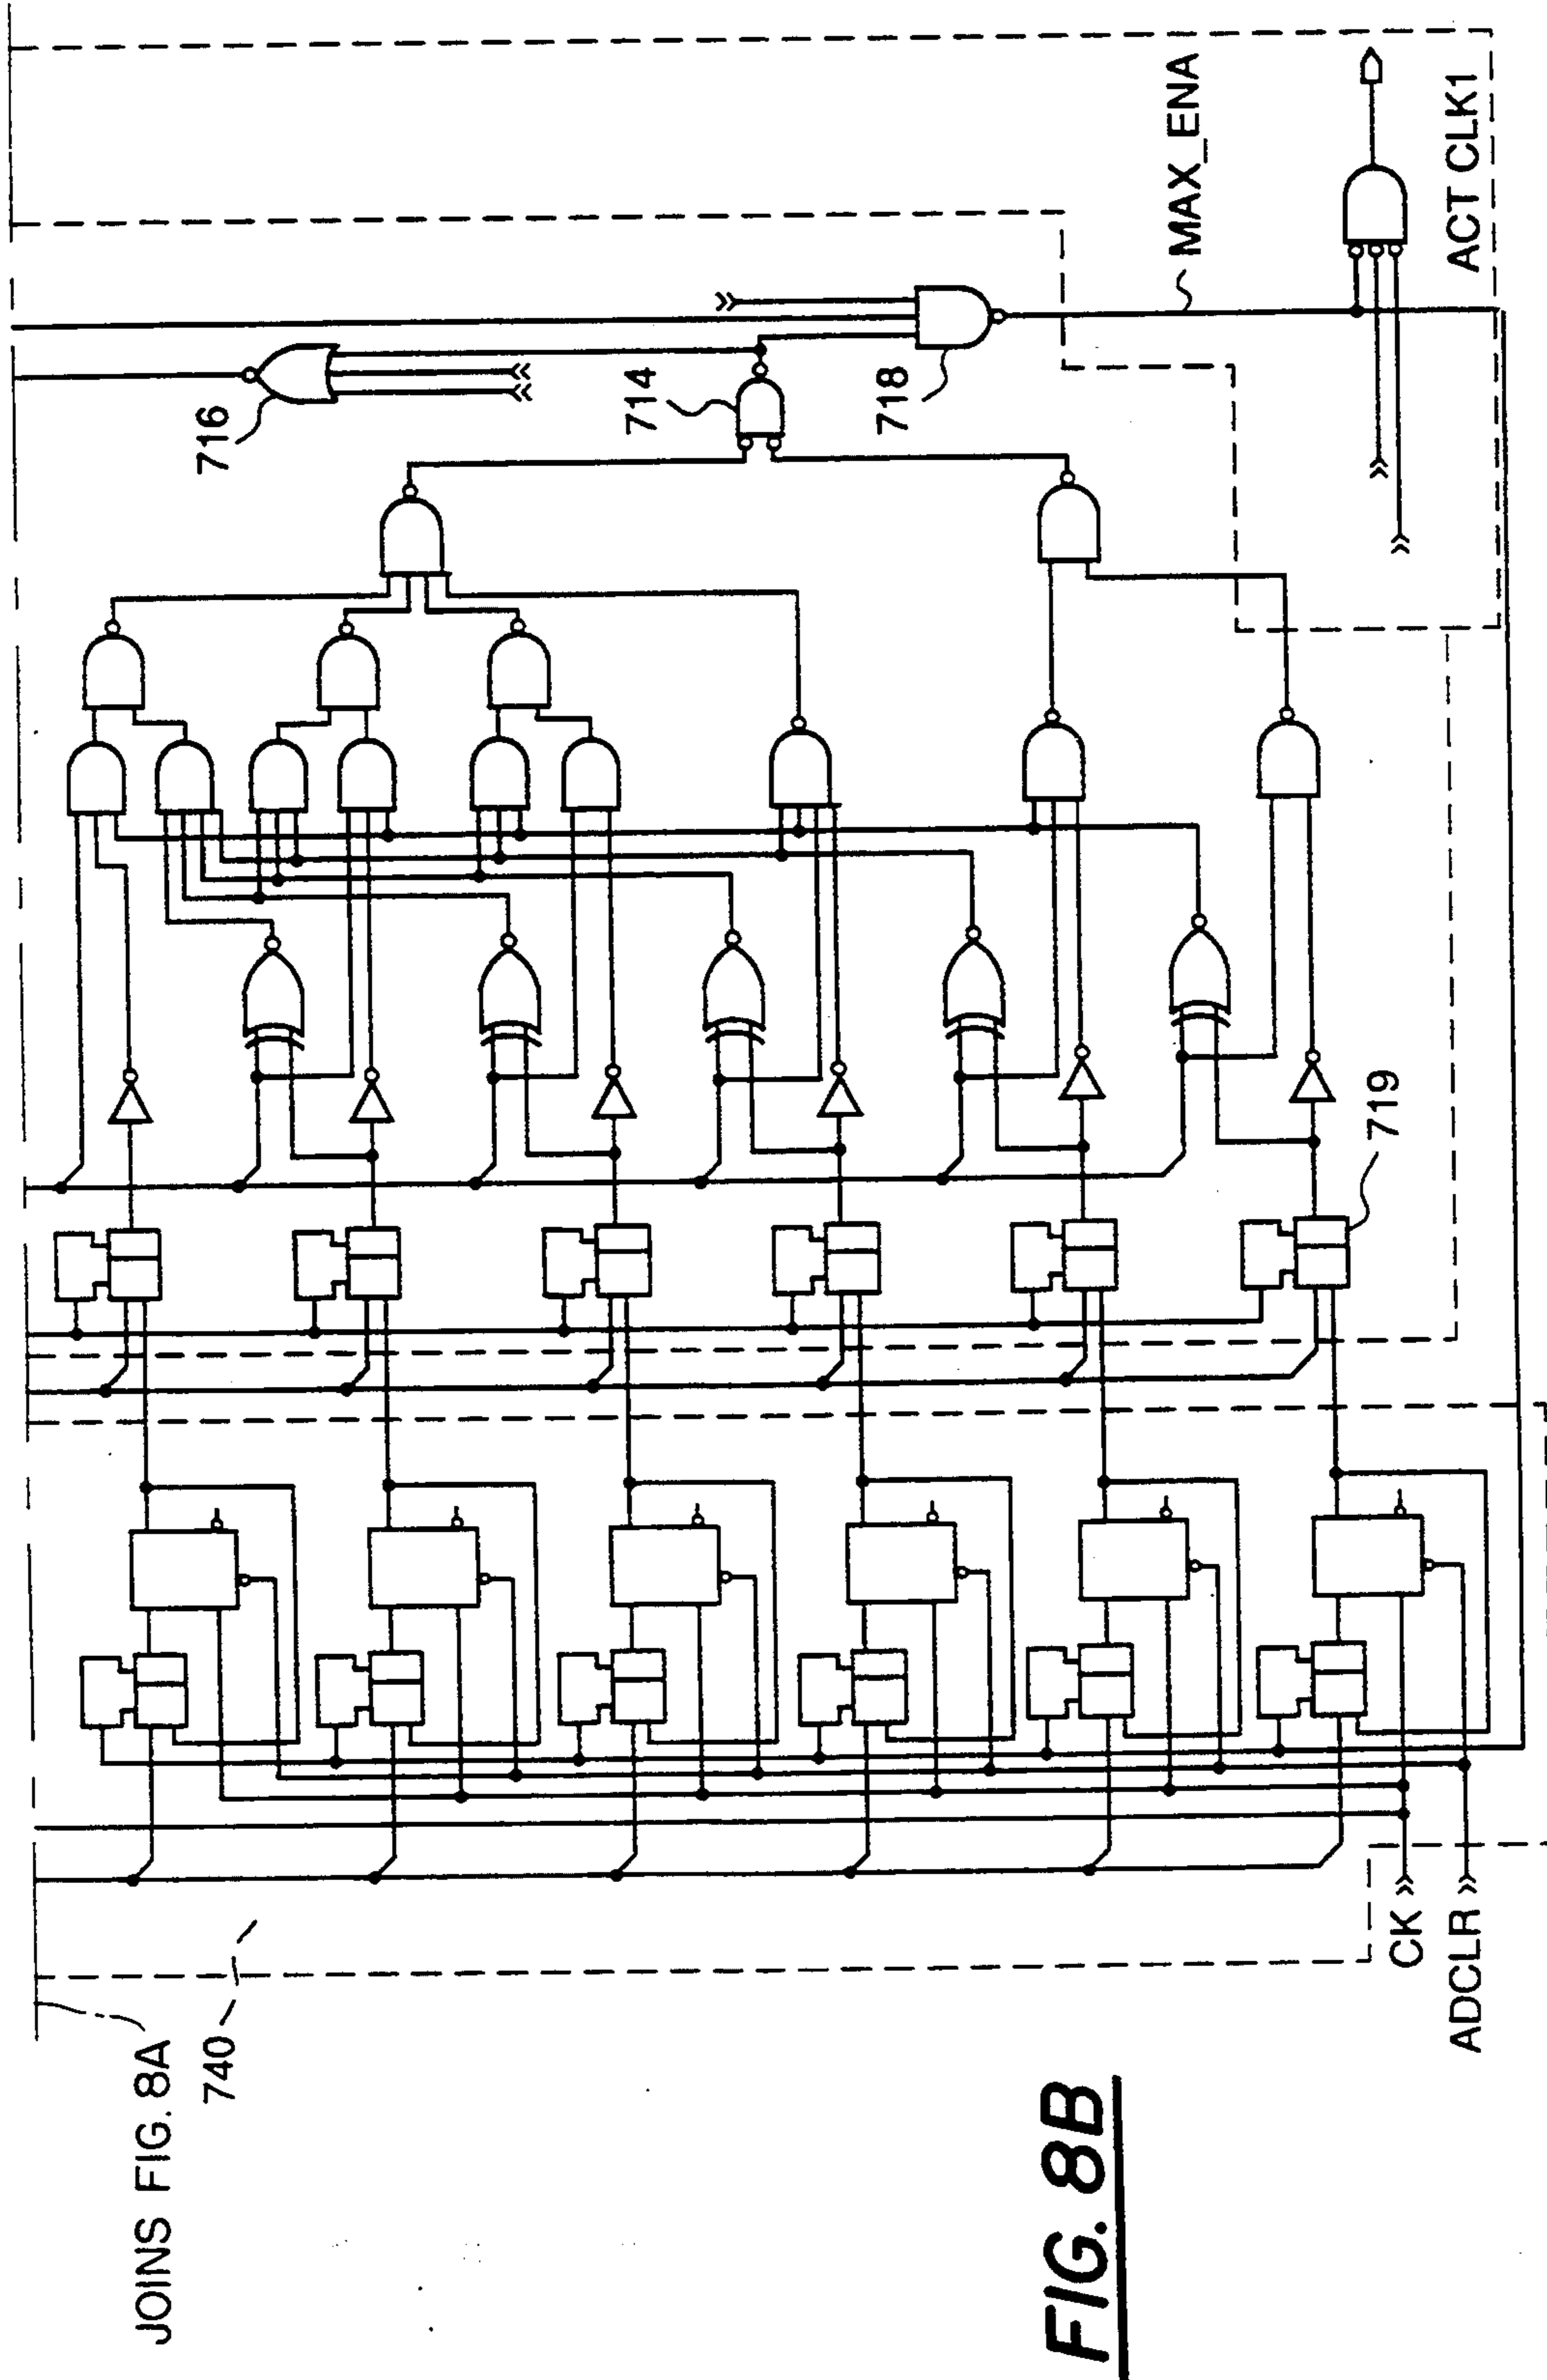 JOINS FIG. 8A
740
716
714
718
MAX_ENA
ACT CLK1
719
CK
ADCLR
FIG. 8B